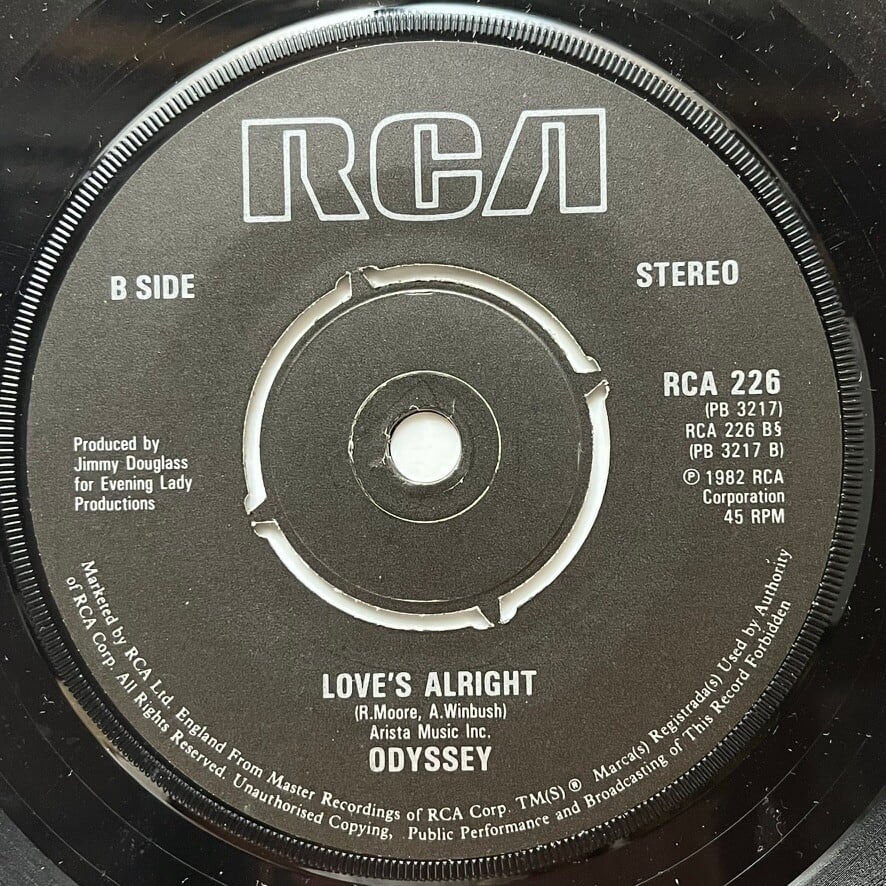 RCA
B SIDE
STEREO
RCA 226
(PB 3217)
RCA 226 B§
(PB 3217 B)
℗ 1982 RCA
Corporation
45 RPM
Produced by
Jimmy Douglass
for Evening Lady
Productions
LOVE'S ALRIGHT
(R.Moore, A.Winbush)
Arista Music Inc.
ODYSSEY
Marketed by RCA Ltd. England From Master Recordings of RCA Corp. TM(S) ® Marca(s) Registrada(s) Used by Authority
of RCA Corp. All Rights Reserved. Unauthorised Copying, Public Performance and Broadcasting of This Record Forbidden